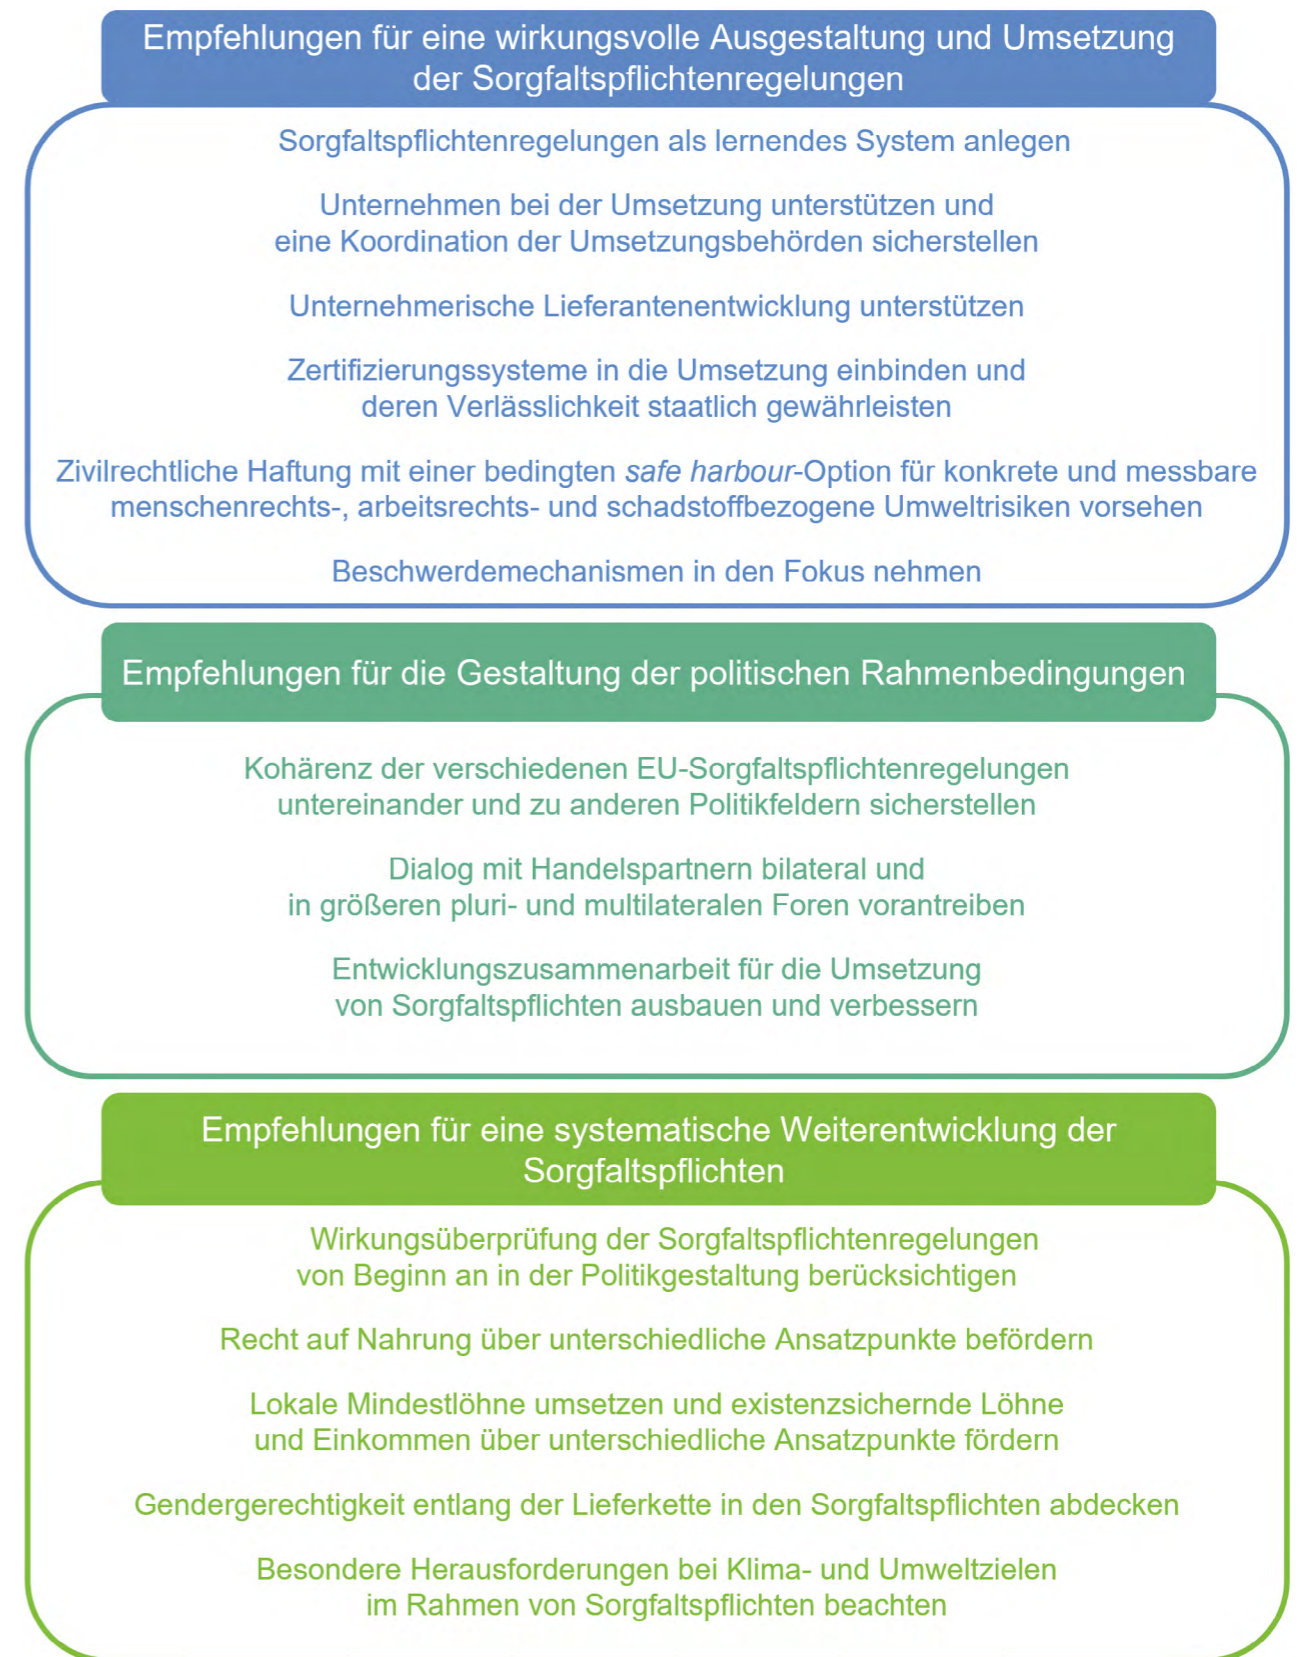 Empfehlungen für eine wirkungsvolle Ausgestaltung und Umsetzung
der Sorgfaltspflichtenregelungen
Sorgfaltspflichtenregelungen als lernendes System anlegen
Unternehmen bei der Umsetzung unterstützen und
eine Koordination der Umsetzungsbehörden sicherstellen
Unternehmerische Lieferantenentwicklung unterstützen
Zertifizierungssysteme in die Umsetzung einbinden und
deren Verlässlichkeit staatlich gewährleisten
Zivilrechtliche Haftung mit einer bedingten safe harbour-Option für konkrete und messbare
menschenrechts-, arbeitsrechts- und schadstoffbezogene Umweltrisiken vorsehen
Beschwerdemechanismen in den Fokus nehmen
Empfehlungen für die Gestaltung der politischen Rahmenbedingungen
Kohärenz der verschiedenen EU-Sorgfaltspflichtenregelungen
untereinander und zu anderen Politikfeldern sicherstellen
Dialog mit Handelspartnern bilateral und
in größeren pluri- und multilateralen Foren vorantreiben
Entwicklungszusammenarbeit für die Umsetzung
von Sorgfaltspflichten ausbauen und verbessern
Empfehlungen für eine systematische Weiterentwicklung der
Sorgfaltspflichten
Wirkungsüberprüfung der Sorgfaltspflichtenregelungen
von Beginn an in der Politikgestaltung berücksichtigen
Recht auf Nahrung über unterschiedliche Ansatzpunkte befördern
Lokale Mindestlöhne umsetzen und existenzsichernde Löhne
und Einkommen über unterschiedliche Ansatzpunkte fördern
Gendergerechtigkeit entlang der Lieferkette in den Sorgfaltspflichten abdecken
Besondere Herausforderungen bei Klima- und Umweltzielen
im Rahmen von Sorgfaltspflichten beachten